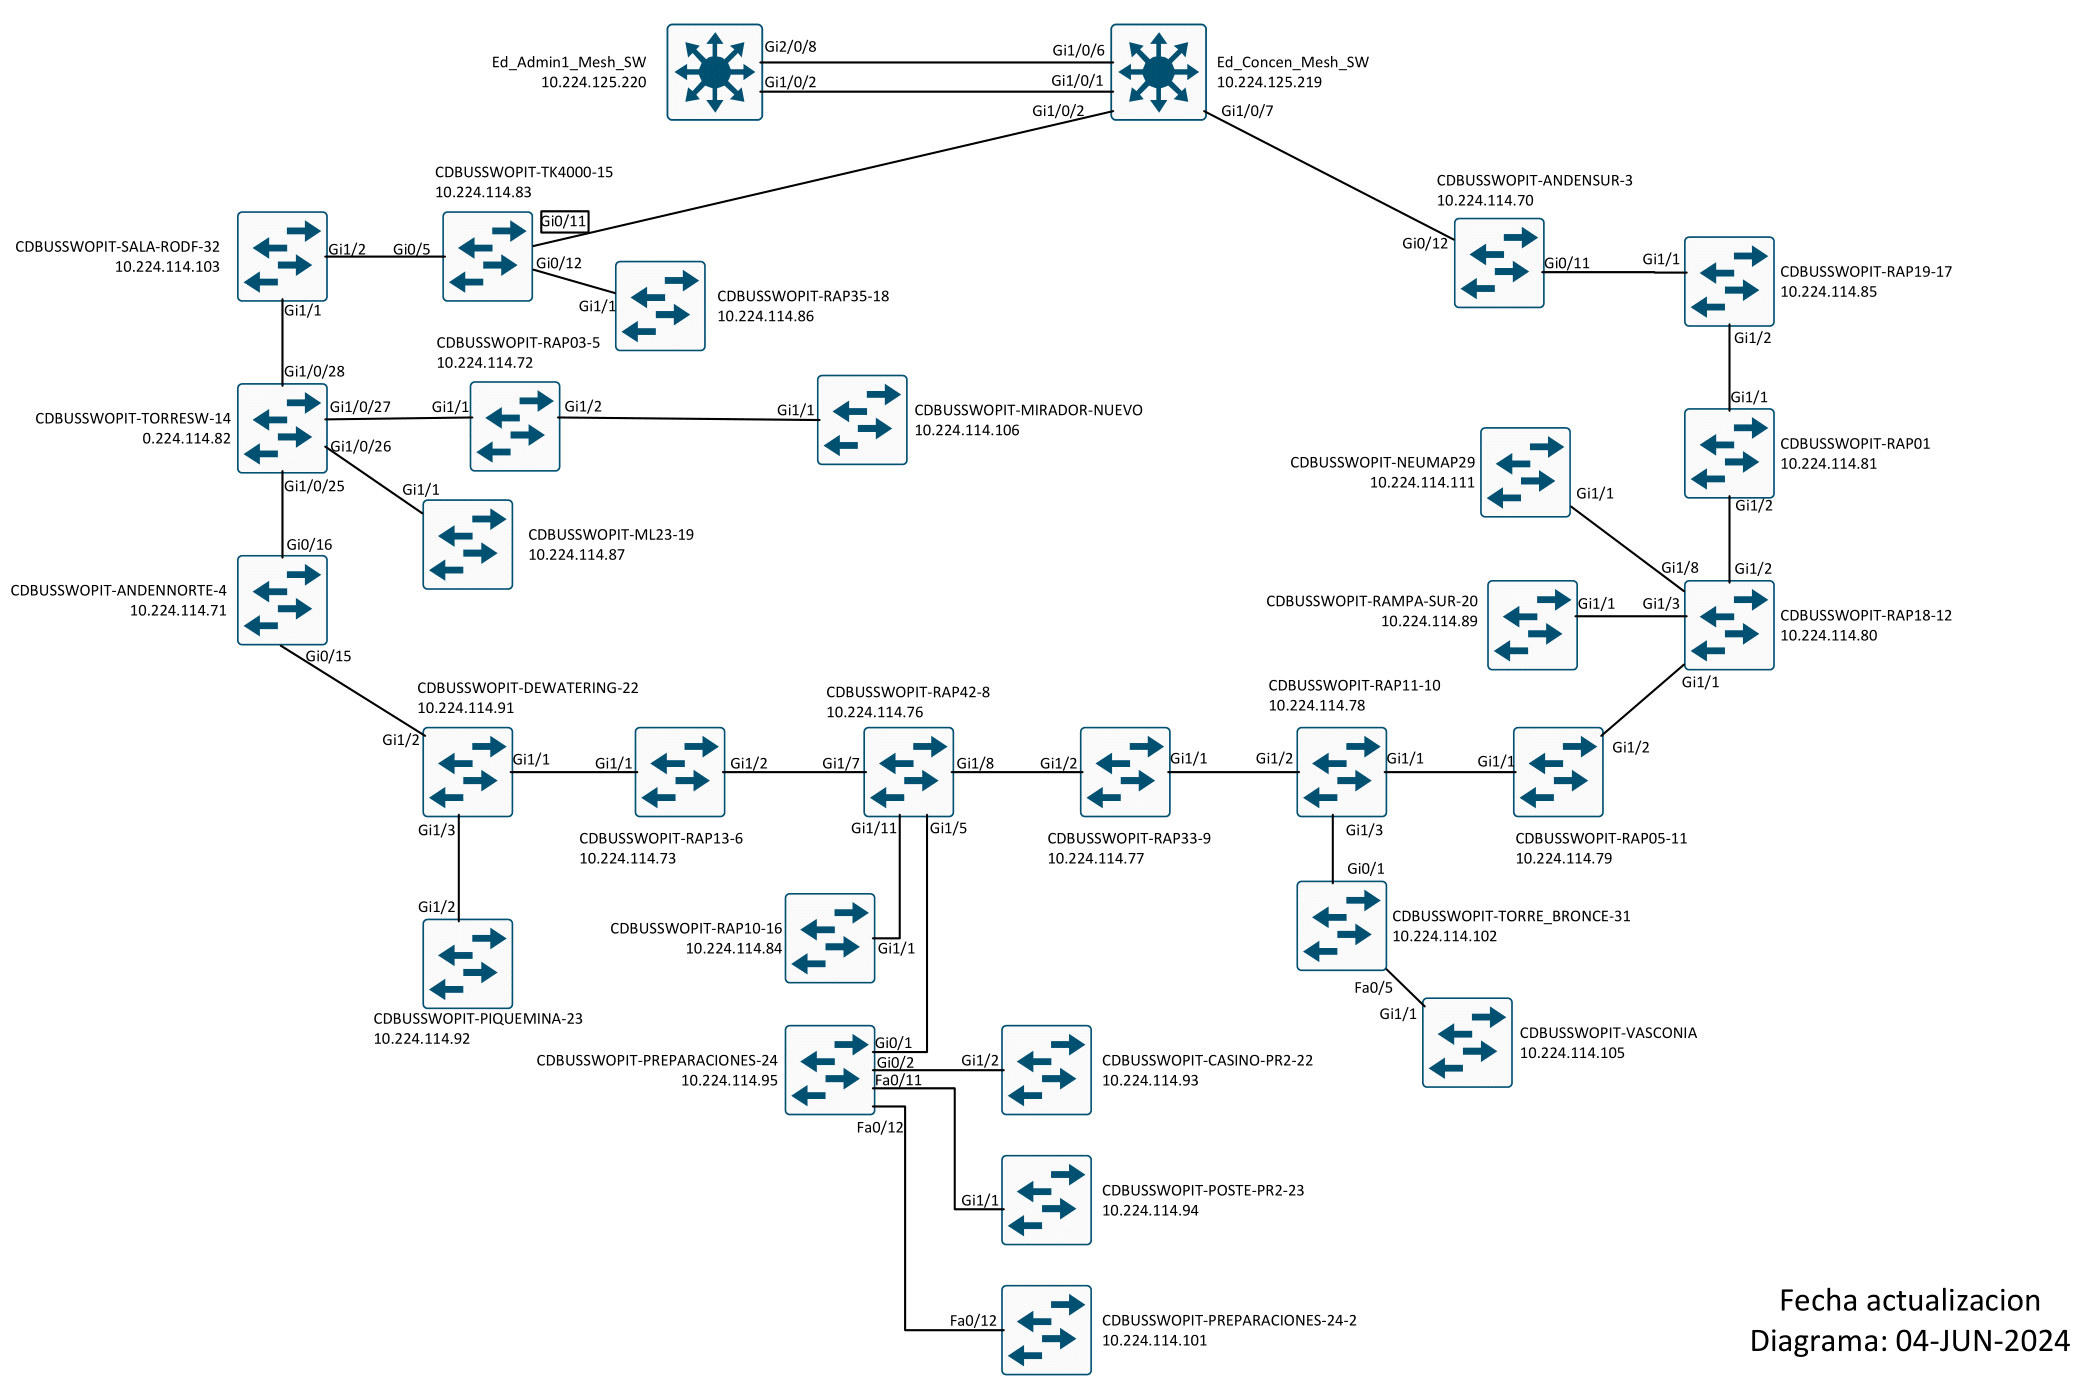 Ed_Admin1_Mesh_SW
10.224.125.220
Gi2/0/8
Gi1/0/2
Gi1/0/6
Gi1/0/1
Gi1/0/2
Ed_Concen_Mesh_SW
10.224.125.219
Gi1/0/7
CDBUSSWOPIT-TK4000-15
10.224.114.83
Gi0/11
CDBUSSWOPIT-ANDENSUR-3
10.224.114.70
Gi0/12
Gi0/11
Gi1/1
CDBUSSWOPIT-RAP19-17
10.224.114.85
Gi1/2
CDBUSSWOPIT-SALA-RODF-32
10.224.114.103
Gi1/2
Gi0/5
Gi0/12
Gi1/1
CDBUSSWOPIT-RAP35-18
10.224.114.86
Gi1/1
CDBUSSWOPIT-RAP03-5
10.224.114.72
Gi1/0/28
CDBUSSWOPIT-TORRESW-14
0.224.114.82
Gi1/0/27
Gi1/1
Gi1/2
Gi1/1
CDBUSSWOPIT-MIRADOR-NUEVO
10.224.114.106
Gi1/0/26
Gi1/0/25
Gi1/1
CDBUSSWOPIT-ML23-19
10.224.114.87
Gi1/1
CDBUSSWOPIT-RAP01
10.224.114.81
Gi1/2
CDBUSSWOPIT-NEUMAP29
10.224.114.111
Gi1/1
Gi1/8
Gi1/2
CDBUSSWOPIT-RAMPA-SUR-20
10.224.114.89
Gi1/1
Gi1/3
CDBUSSWOPIT-RAP18-12
10.224.114.80
Gi1/1
Gi0/16
CDBUSSWOPIT-ANDENNORTE-4
10.224.114.71
Gi0/15
CDBUSSWOPIT-DEWATERING-22
10.224.114.91
Gi1/2
Gi1/1
Gi1/1
Gi1/2
CDBUSSWOPIT-RAP13-6
10.224.114.73
CDBUSSWOPIT-RAP42-8
10.224.114.76
Gi1/7
Gi1/8
Gi1/2
Gi1/1
CDBUSSWOPIT-RAP33-9
10.224.114.77
CDBUSSWOPIT-RAP11-10
10.224.114.78
Gi1/2
Gi1/1
Gi1/1
Gi1/2
CDBUSSWOPIT-RAP05-11
10.224.114.79
Gi1/3
Gi1/2
CDBUSSWOPIT-PIQUEMINA-23
10.224.114.92
Gi1/11
Gi1/5
CDBUSSWOPIT-RAP10-16
10.224.114.84
Gi1/1
Gi1/3
Gi0/1
CDBUSSWOPIT-TORRE_BRONCE-31
10.224.114.102
Fa0/5
Gi1/1
CDBUSSWOPIT-VASCONIA
10.224.114.105
CDBUSSWOPIT-PREPARACIONES-24
10.224.114.95
Gi0/1
Gi0/2
Fa0/11
Fa0/12
Gi1/2
CDBUSSWOPIT-CASINO-PR2-22
10.224.114.93
Gi1/1
CDBUSSWOPIT-POSTE-PR2-23
10.224.114.94
Fa0/12
CDBUSSWOPIT-PREPARACIONES-24-2
10.224.114.101
Fecha actualizacion
Diagrama: 04-JUN-2024